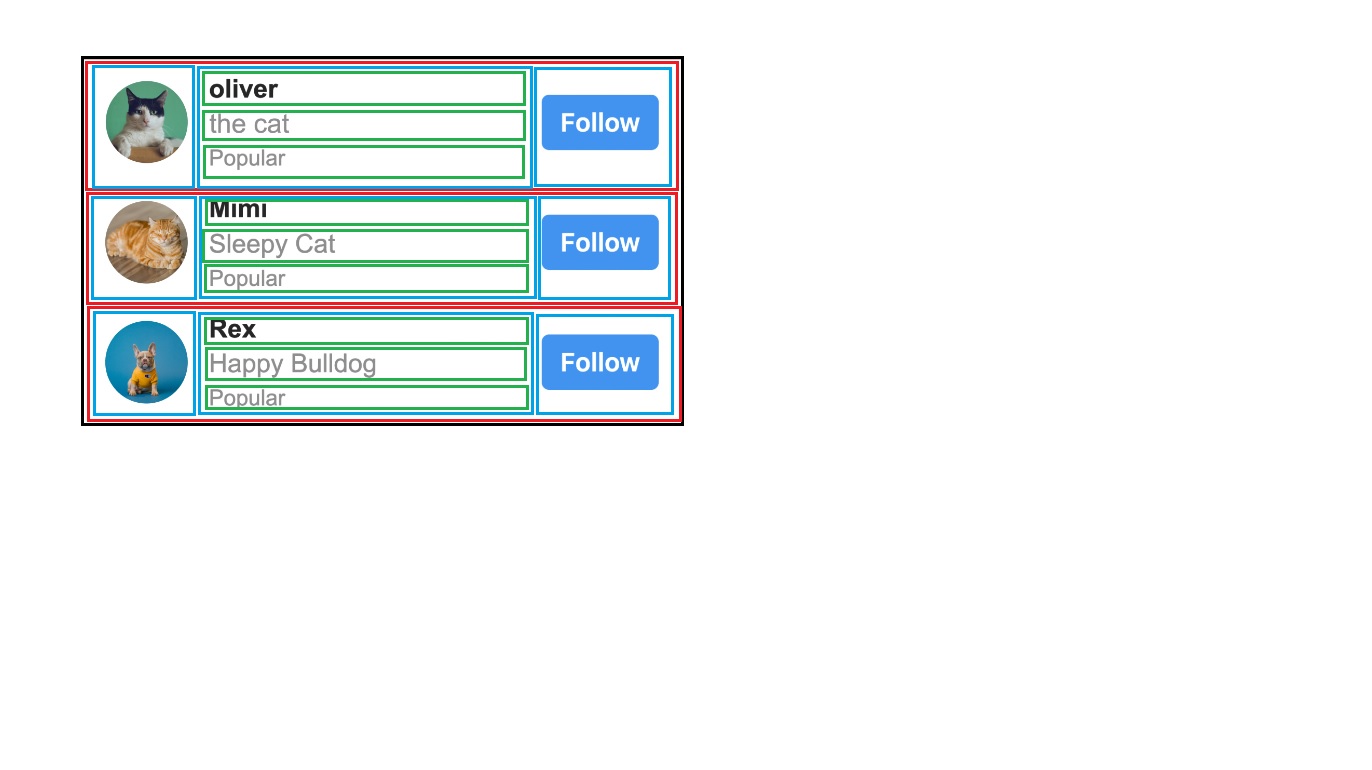 oliver
the cat
Popular
Follow
Mimi
Sleepy Cat
Popular
Follow
Rex
Happy Bulldog
Popular
Follow